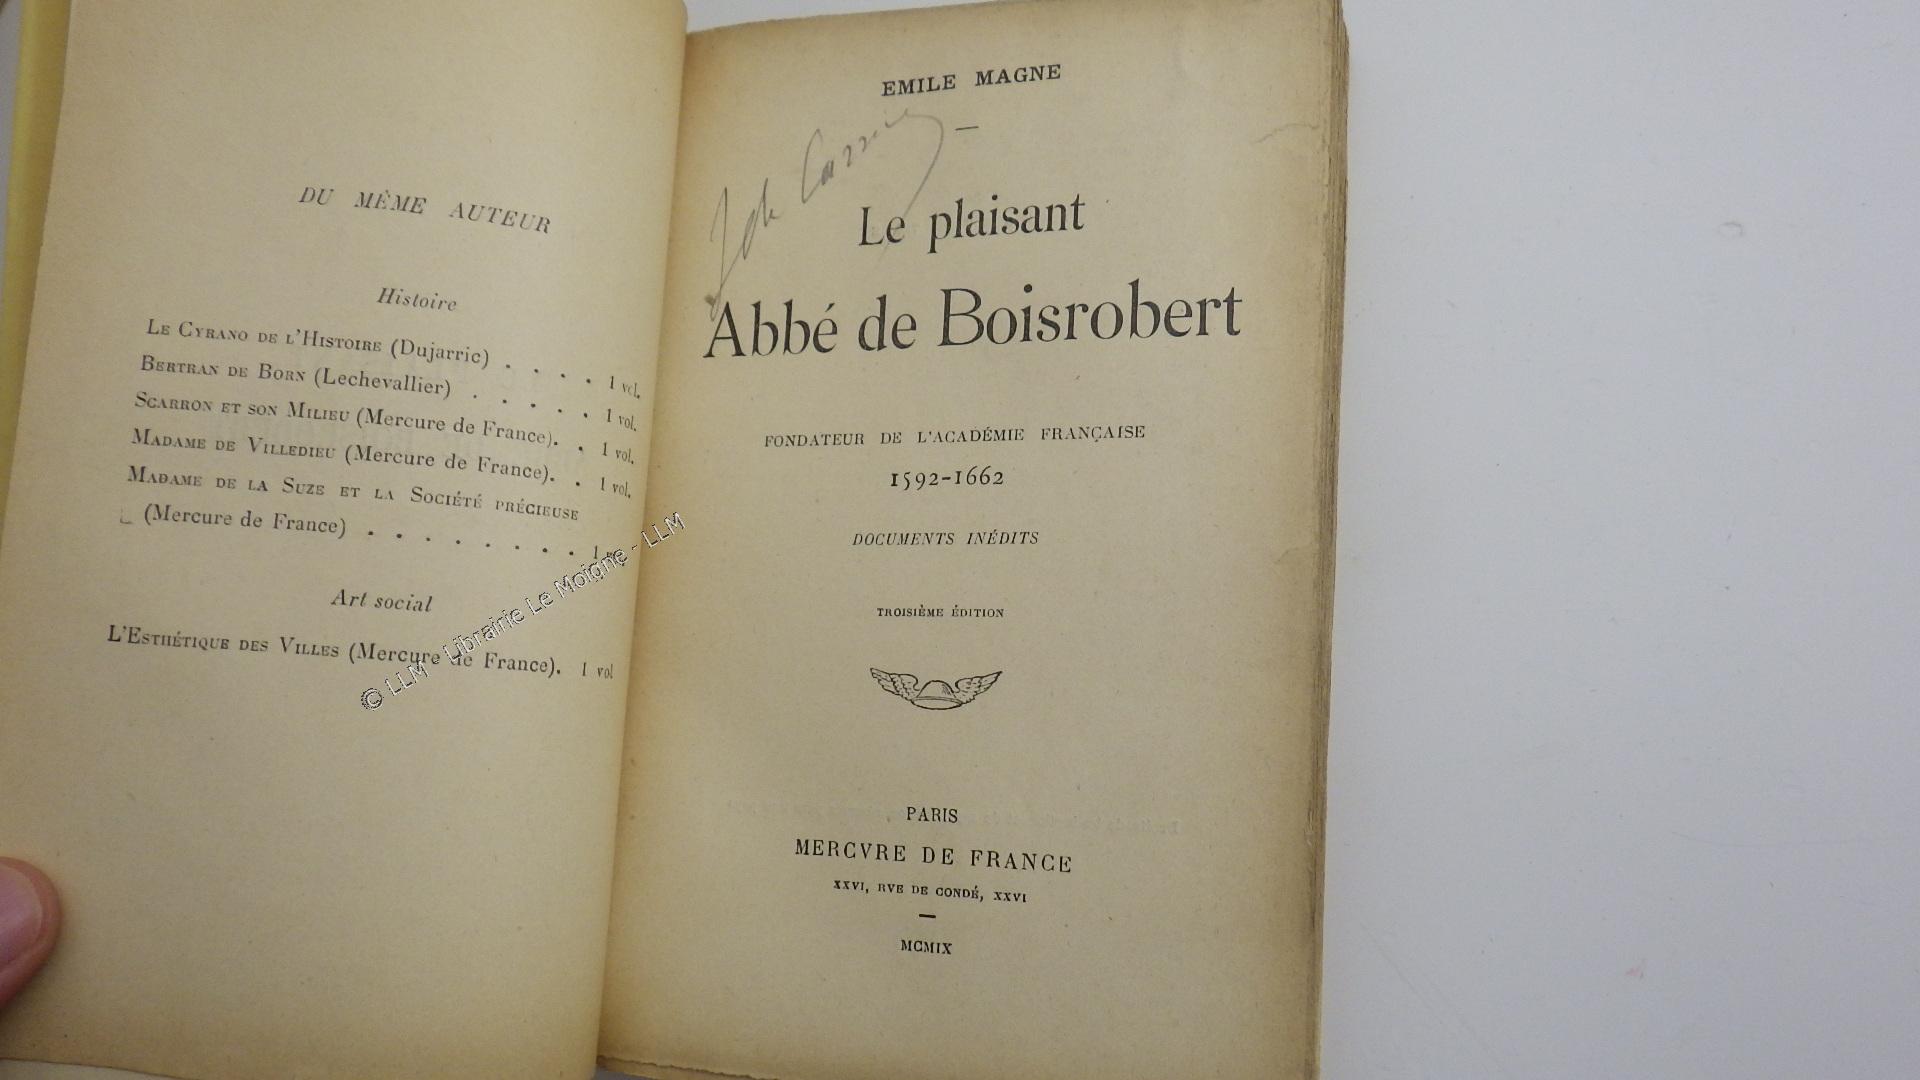 DU MÊME AUTEUR
Histoire
LE CYRANO DE L'HISTOIRE (Dujarric) . . . . 1 vol.
BERTRAN DE BORN (Lechevallier) . . . . . 1 vol.
SCARRON ET SON MILIEU (Mercure de France). . 1 vol.
MADAME DE VILLEDIEU (Mercure de France). . 1 vol.
MADAME DE LA SUZE ET LA SOCIÉTÉ PRÉCIEUSE
(Mercure de France) . . . . . . . . 1
Art social
L'ESTHÉTIQUE DES VILLES (Mercure de France). 1 vol
© LLM - Librairie Le Moigne - LLM
EMILE MAGNE
Le plaisant
Abbé de Boisrobert
FONDATEUR DE L'ACADÉMIE FRANÇAISE
1592-1662
DOCUMENTS INÉDITS
TROISIÈME ÉDITION
PARIS
MERCVRE DE FRANCE
XXVI, RVE DE CONDÉ, XXVI
MCMIX